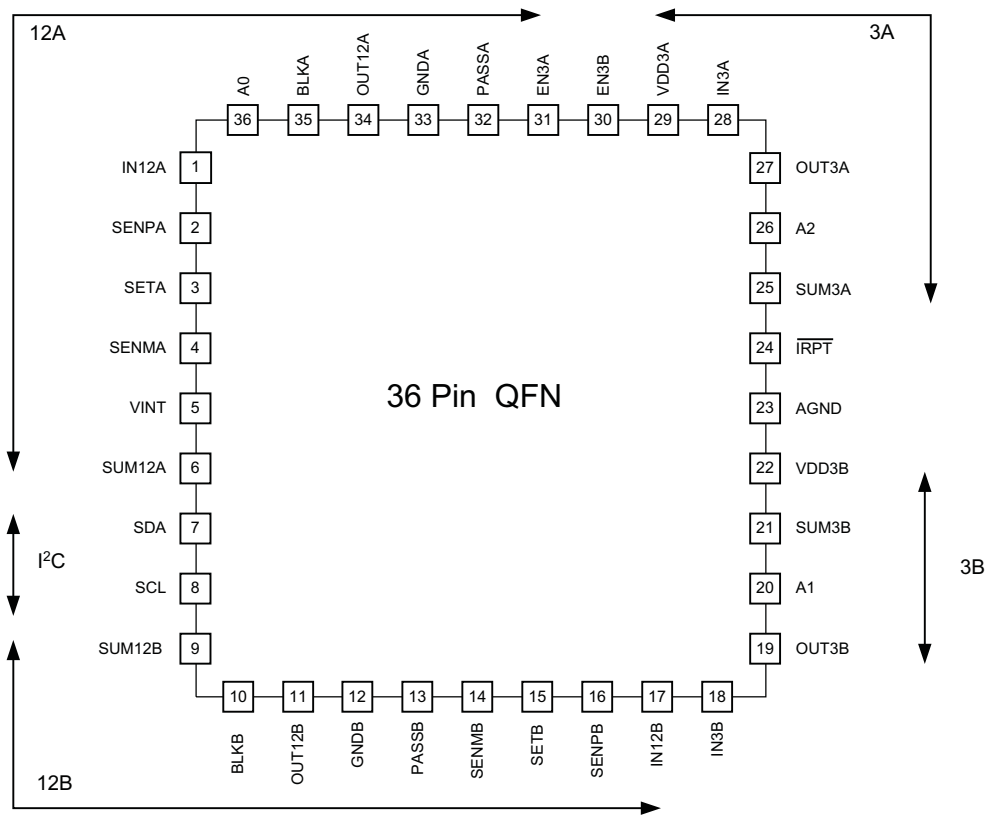 12A
3A
A0
BLKA
OUT12A
GNDA
PASSA
EN3A
EN3B
VDD3A
IN3A
36
35
34
33
32
31
30
29
28
IN12A 1
SENPA 2
SETA 3
SENMA 4
VINT 5
SUM12A 6
SDA 7
SCL 8
SUM12B 9
I²C
36 Pin QFN
27 OUT3A
26 A2
25 SUM3A
24 IRPT
23 AGND
22 VDD3B
21 SUM3B
20 A1
19 OUT3B
3B
10
11
12
13
14
15
16
17
18
BLKB
OUT12B
GNDB
PASSB
SENMB
SETB
SENPB
IN12B
IN3B
12B